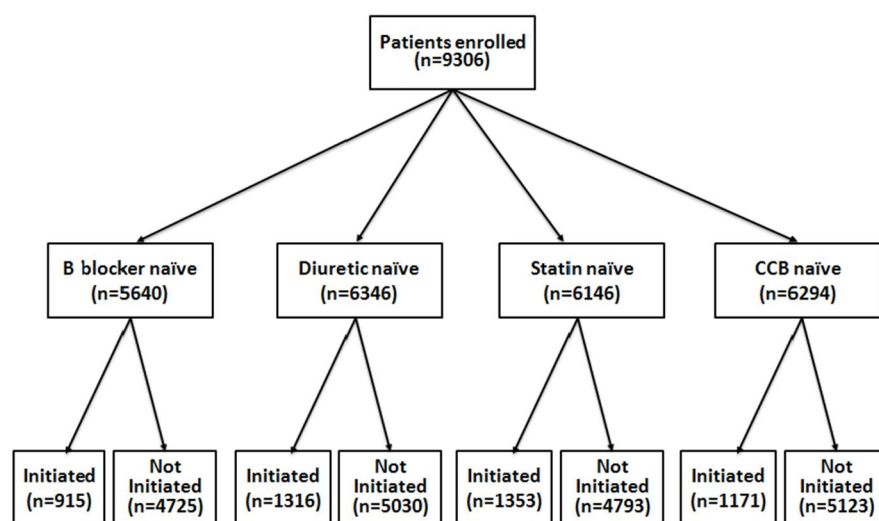 Patients enrolled
(n=9306)
B blocker naïve
(n=5640)
Diuretic naïve
(n=6346)
Statin naïve
(n=6146)
CCB naïve
(n=6294)
Initiated
(n=915)
Not
Initiated
(n=4725)
Initiated
(n=1316)
Not
Initiated
(n=5030)
Initiated
(n=1353)
Not
Initiated
(n=4793)
Initiated
(n=1171)
Not
Initiated
(n=5123)